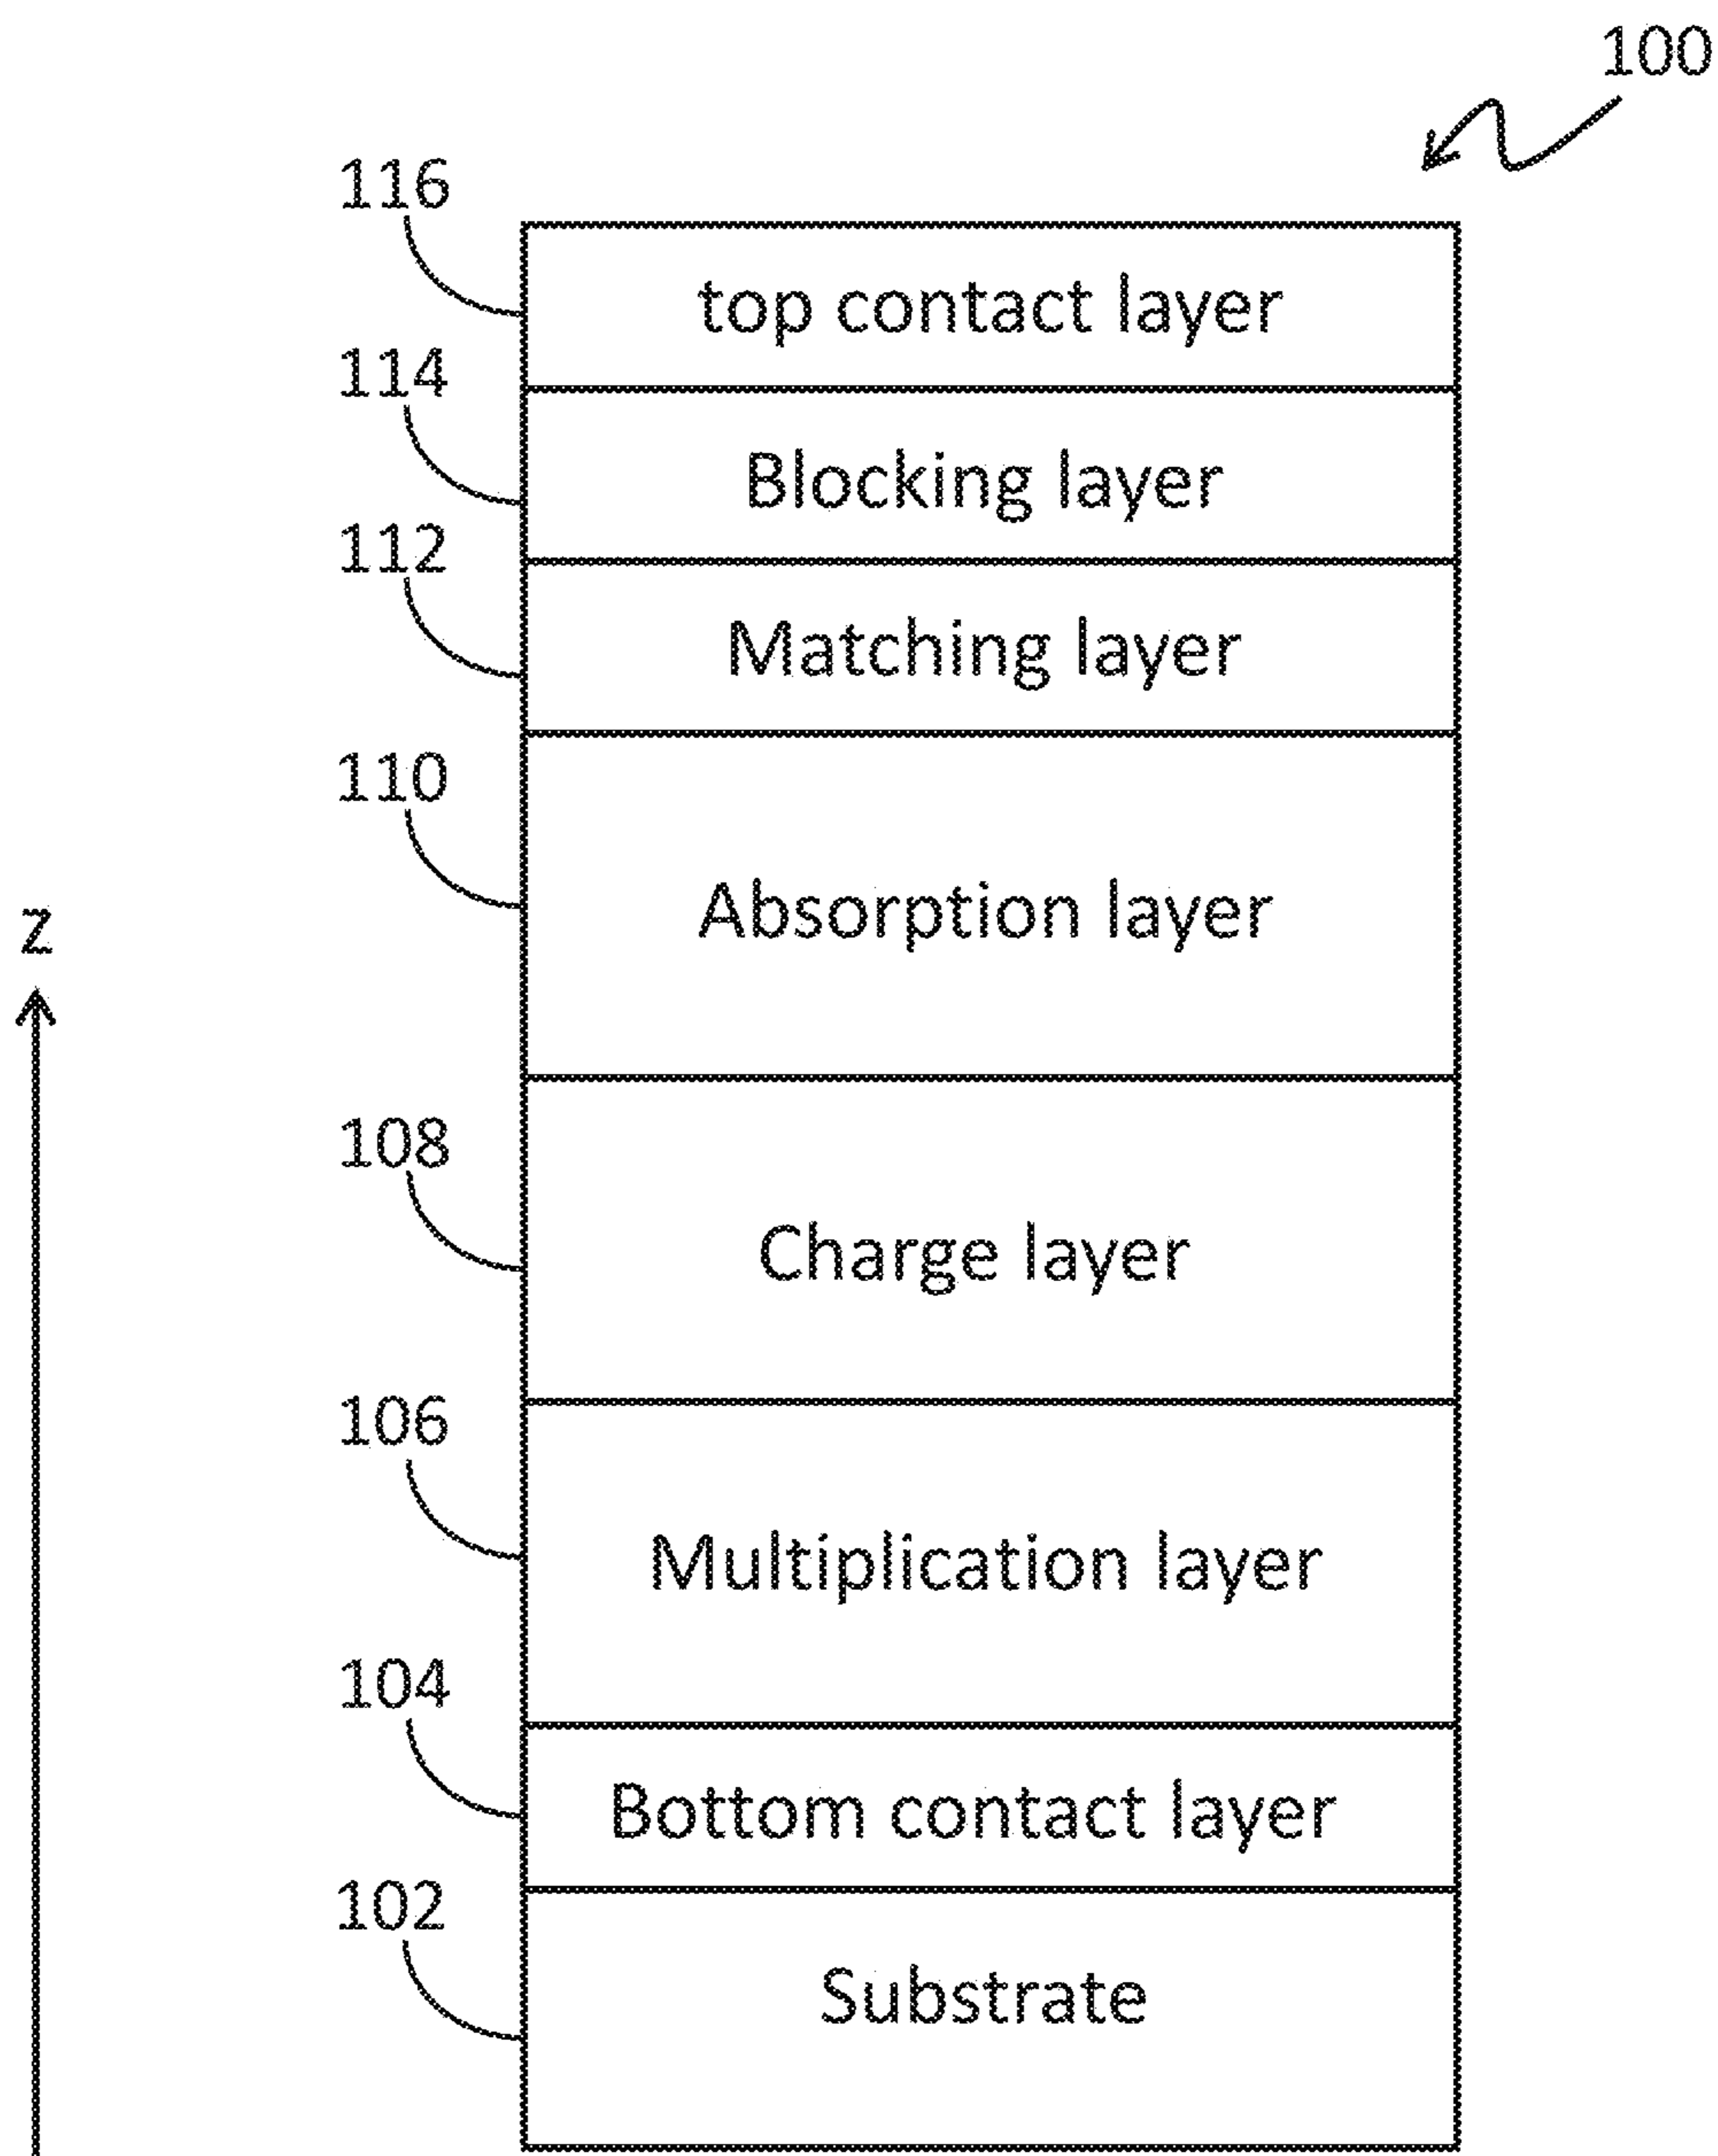 100
116
top contact layer
114
Blocking layer
112
Matching layer
110
Absorption layer
z
108
Charge layer
106
Multiplication layer
104
Bottom contact layer
102
Substrate